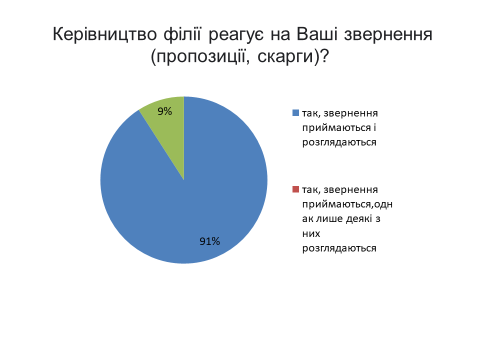 Керівництво філії реагує на Ваші звернення
(пропозиції, скарги)?
9%
91%
так, звернення
приймаються і
розглядаються
так, звернення
приймаються,одн
ак лише деякі з
них
розглядаються